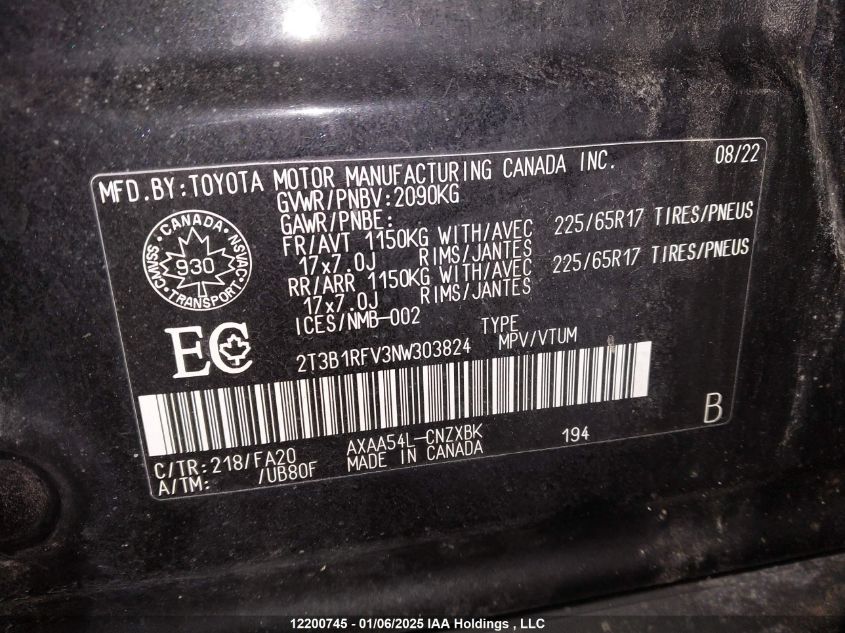 MFD.BY:TOYOTA MOTOR MANUFACTURING CANADA INC. 08/22
GVWR/PNBV:2090KG
GAWR/PNBE:
FR/AVT 1150KG WITH/AVEC 225/65R17 TIRES/PNEUS
17x7.0J RIMS/JANTES
RR/ARR 1150KG WITH/AVEC 225/65R17 TIRES/PNEUS
17x7.0J RIMS/JANTES
ICES/NMB-002
CANADA
CMVSS NSVAC
930
TRANSPORT
EC
TYPE
2T3B1RFV3NW303824 MPV/VTUM
B
C/TR:218/FA20 AXAA54L-CNZXBK 194
A/TM: /UB80F MADE IN CANADA
12200745 - 01/06/2025 IAA Holdings , LLC